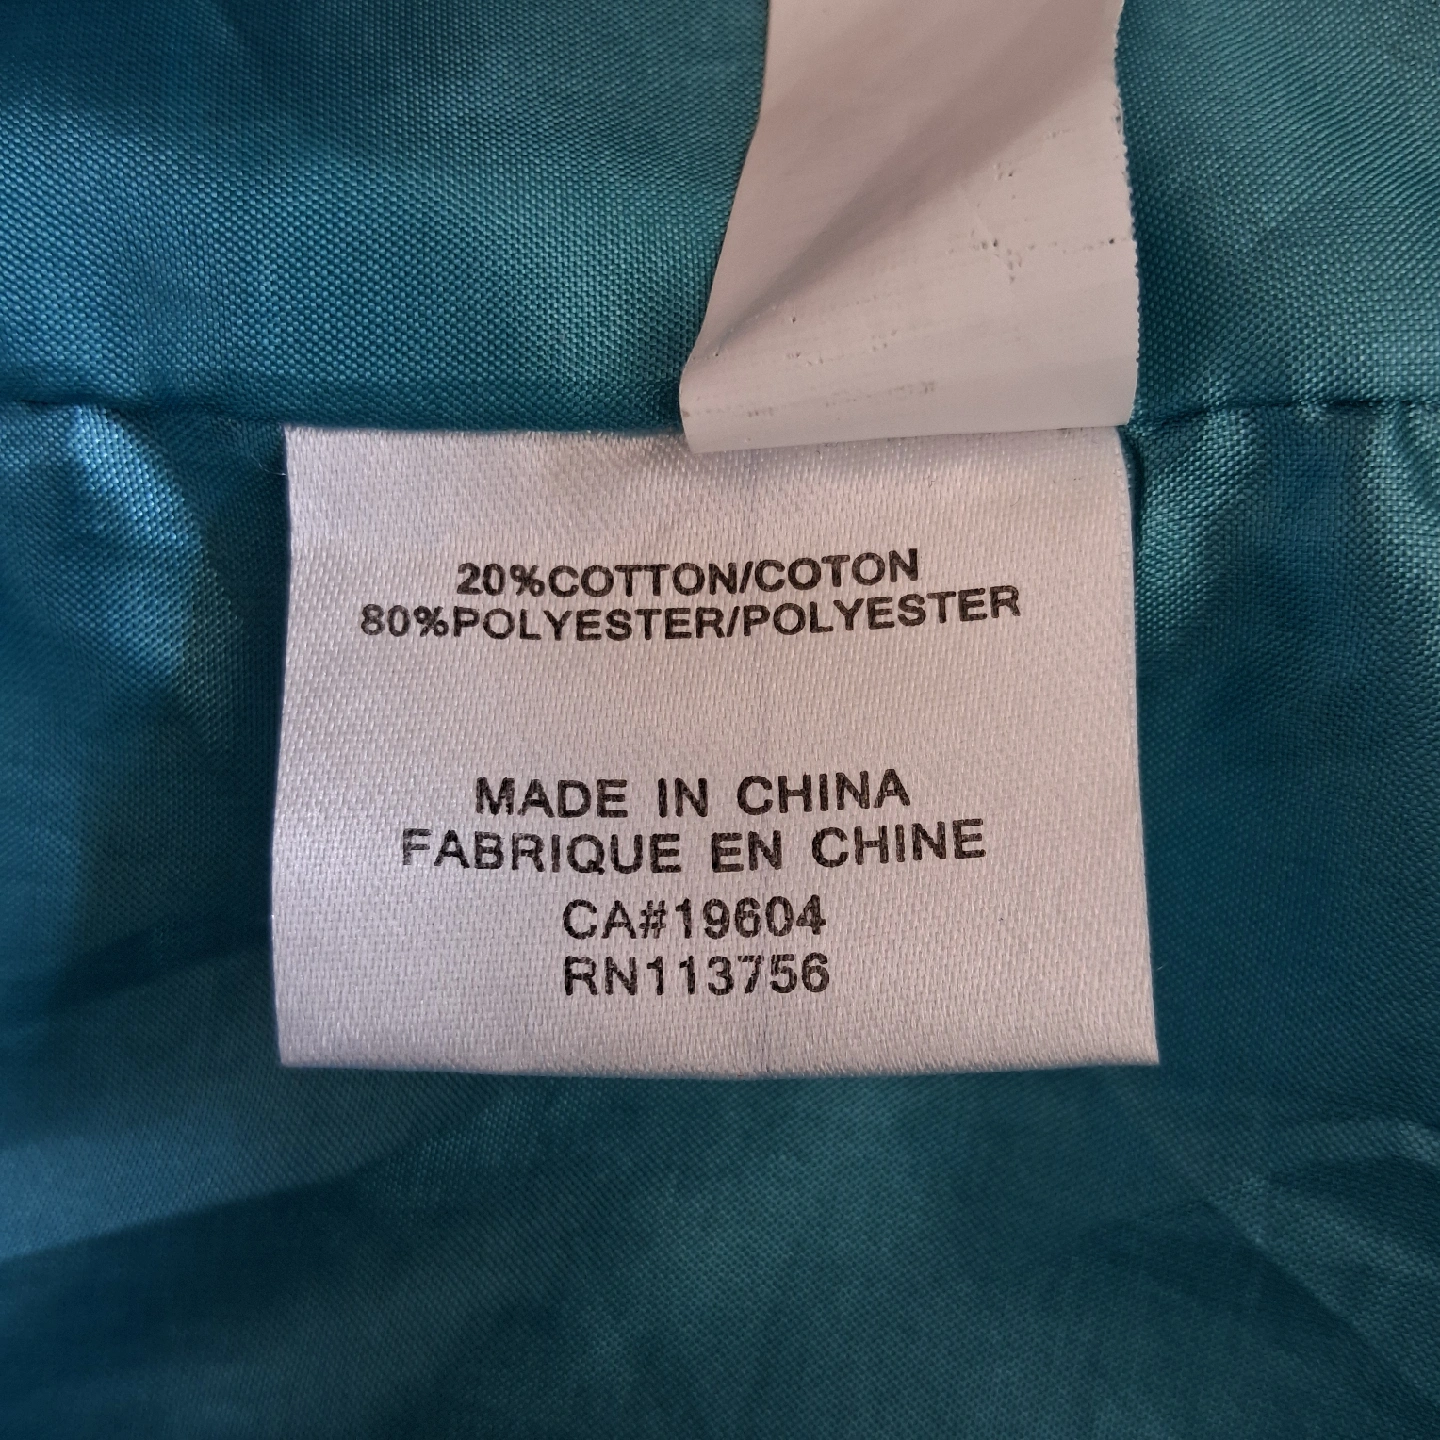 20%COTTON/COTON
80%POLYESTER/POLYESTER
MADE IN CHINA
FABRIQUE EN CHINE
CA#19604
RN113756